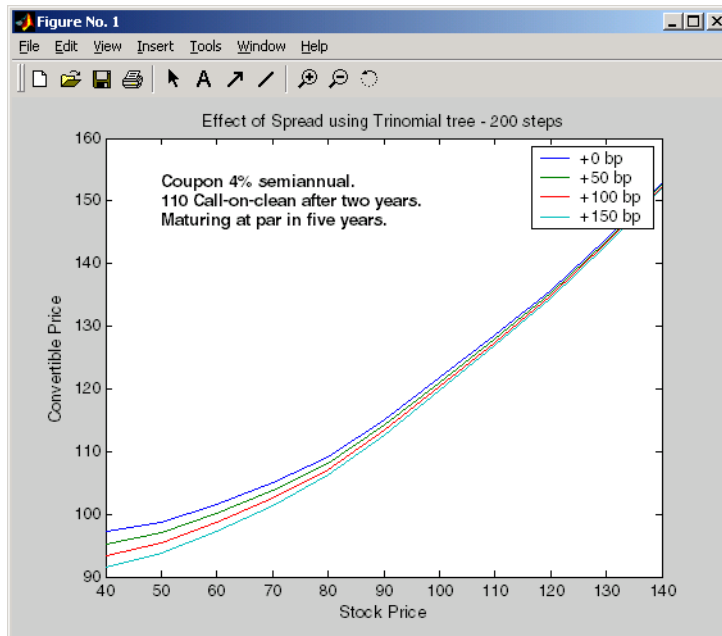 Figure No. 1
File Edit View Insert Tools Window Help
A
Effect of Spread using Trinomial tree - 200 steps
160
150
140
130
120
110
100
90
Convertible Price
Coupon 4% semiannual.
110 Call-on-clean after two years.
Maturing at par in five years.
+0 bp
+50 bp
+100 bp
+150 bp
40 50 60 70 80 90 100 110 120 130 140
Stock Price